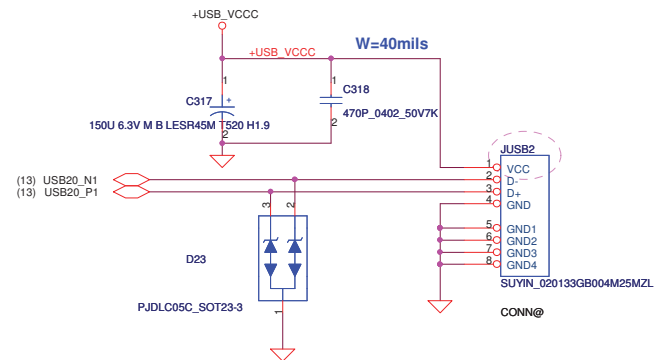 +USB_VCCC
+USB_VCCC
W=40mils
1
C317
+
150U 6.3V M B LESR45M T520 H1.9
2
1
C318
470P_0402_50V7K
2
JUSB2
(13) USB20_N1
(13) USB20_P1
1 VCC
2 D-
3 D+
4 GND
5 GND1
6 GND2
7 GND3
8 GND4
3
2
D23
PJDLC05C_SOT23-3
1
SUYIN_020133GB004M25MZL
CONN@